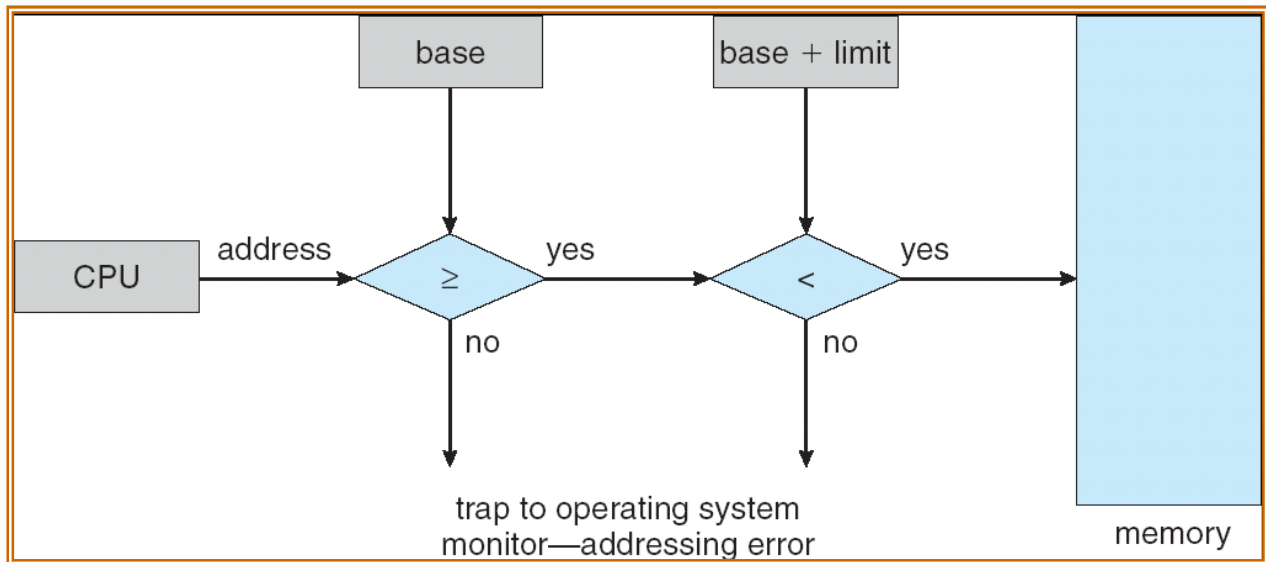 base
base + limit
CPU
address
≥
yes
<
yes
no
no
trap to operating system
monitor—addressing error
memory